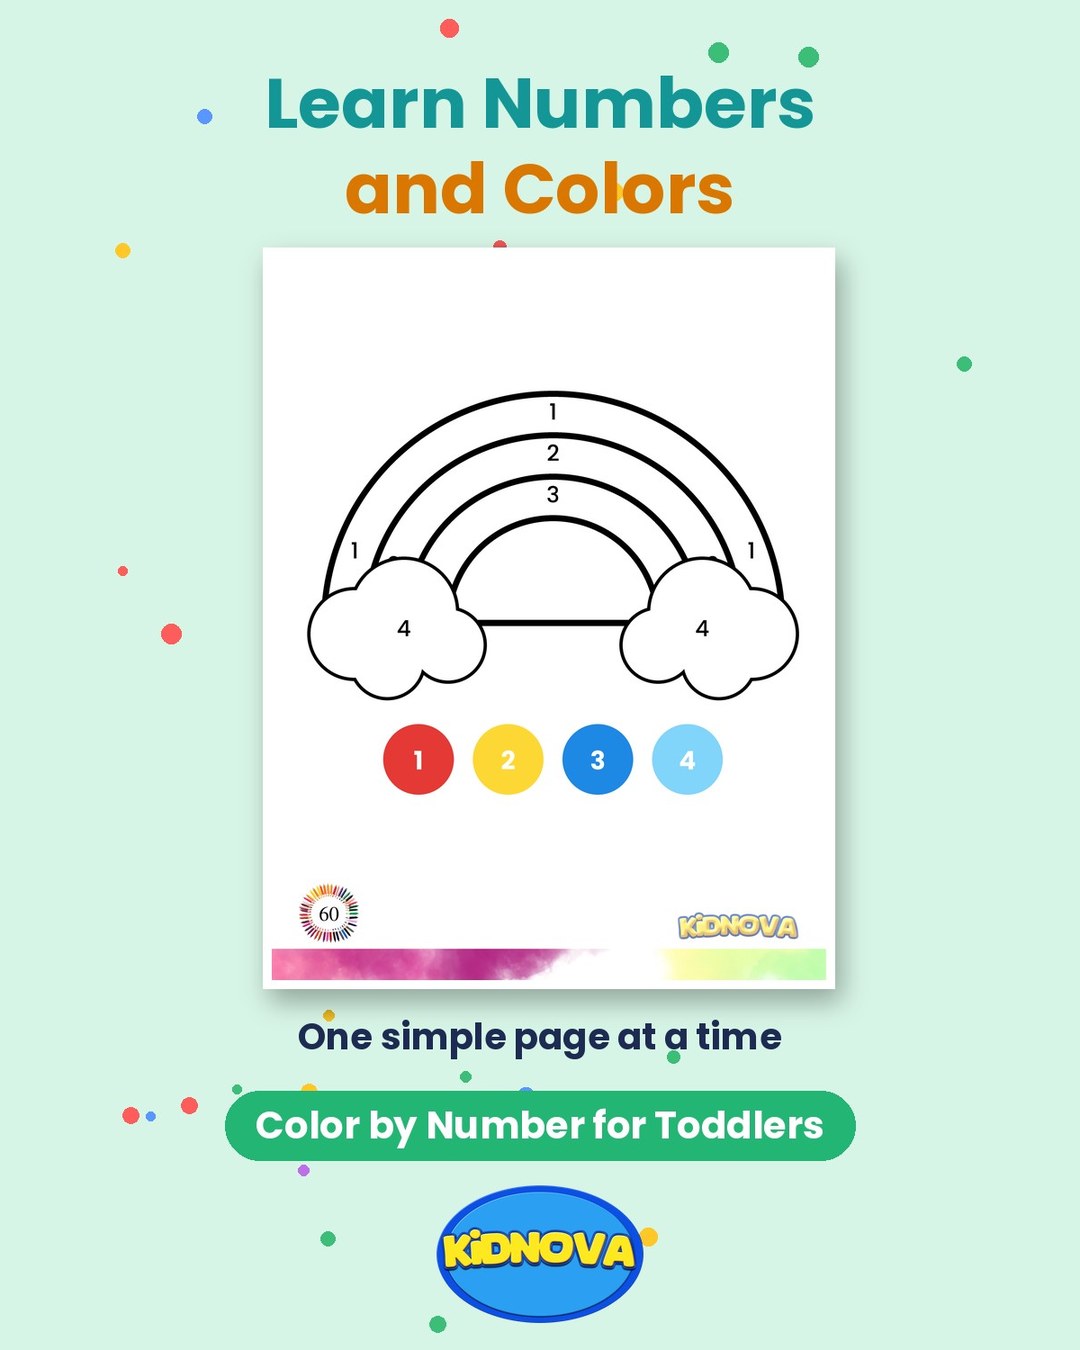 Learn Numbers
and Colors
1
2
3
1 1
4 4
1 2 3 4
60
KiDNOVA
One simple page at a time
Color by Number for Toddlers
KiDNOVA